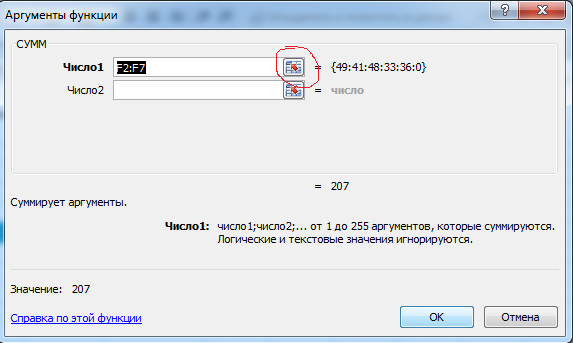 Аргументы функции
СУММ
Число1 F2:F7 = {49:41:48:33:36:0}
Число2 = число
= 207
Суммирует аргументы.
Число1: число1;число2;... от 1 до 255 аргументов, которые суммируются.
Логические и текстовые значения игнорируются.
Значение: 207
Справка по этой функции
OK Отмена